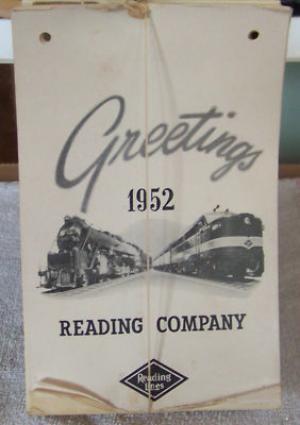 Greetings
1952
READING COMPANY
Reading
Lines